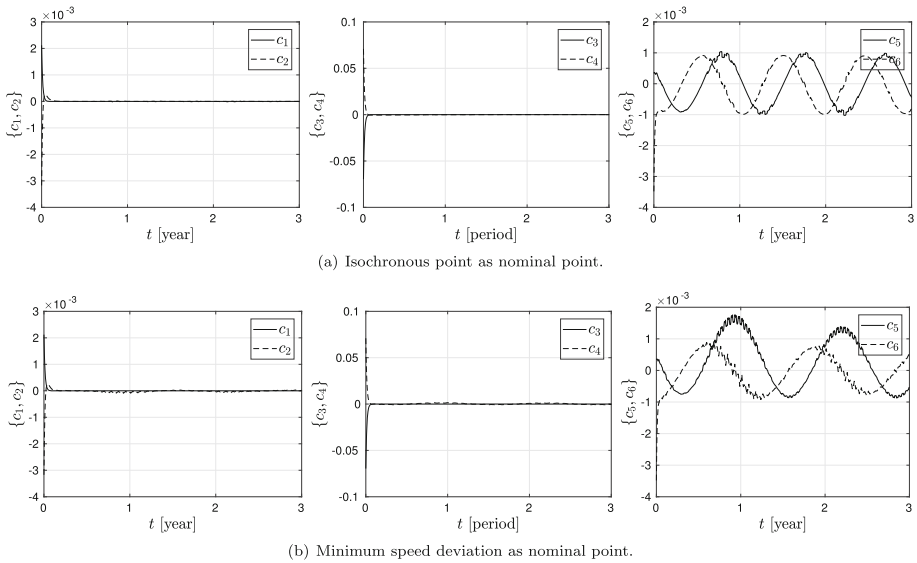 ×10⁻³
3
2
1
0
-1
-2
-3
-4
{c₁, c₂}
c₁
c₂
0 1 2 3
t [year]
0.1
0.05
0
-0.05
-0.1
{c₃, c₄}
c₃
c₄
0 1 2 3
t [period]
×10⁻³
2
1
0
-1
-2
-3
-4
{c₅, c₆}
c₅
c₆
0 1 2 3
t [year]
(a) Isochronous point as nominal point.
×10⁻³
3
2
1
0
-1
-2
-3
-4
{c₁, c₂}
c₁
c₂
0 1 2 3
t [year]
0.1
0.05
0
-0.05
-0.1
{c₃, c₄}
c₃
c₄
0 1 2 3
t [period]
×10⁻³
2
1
0
-1
-2
-3
-4
{c₅, c₆}
c₅
c₆
0 1 2 3
t [year]
(b) Minimum speed deviation as nominal point.